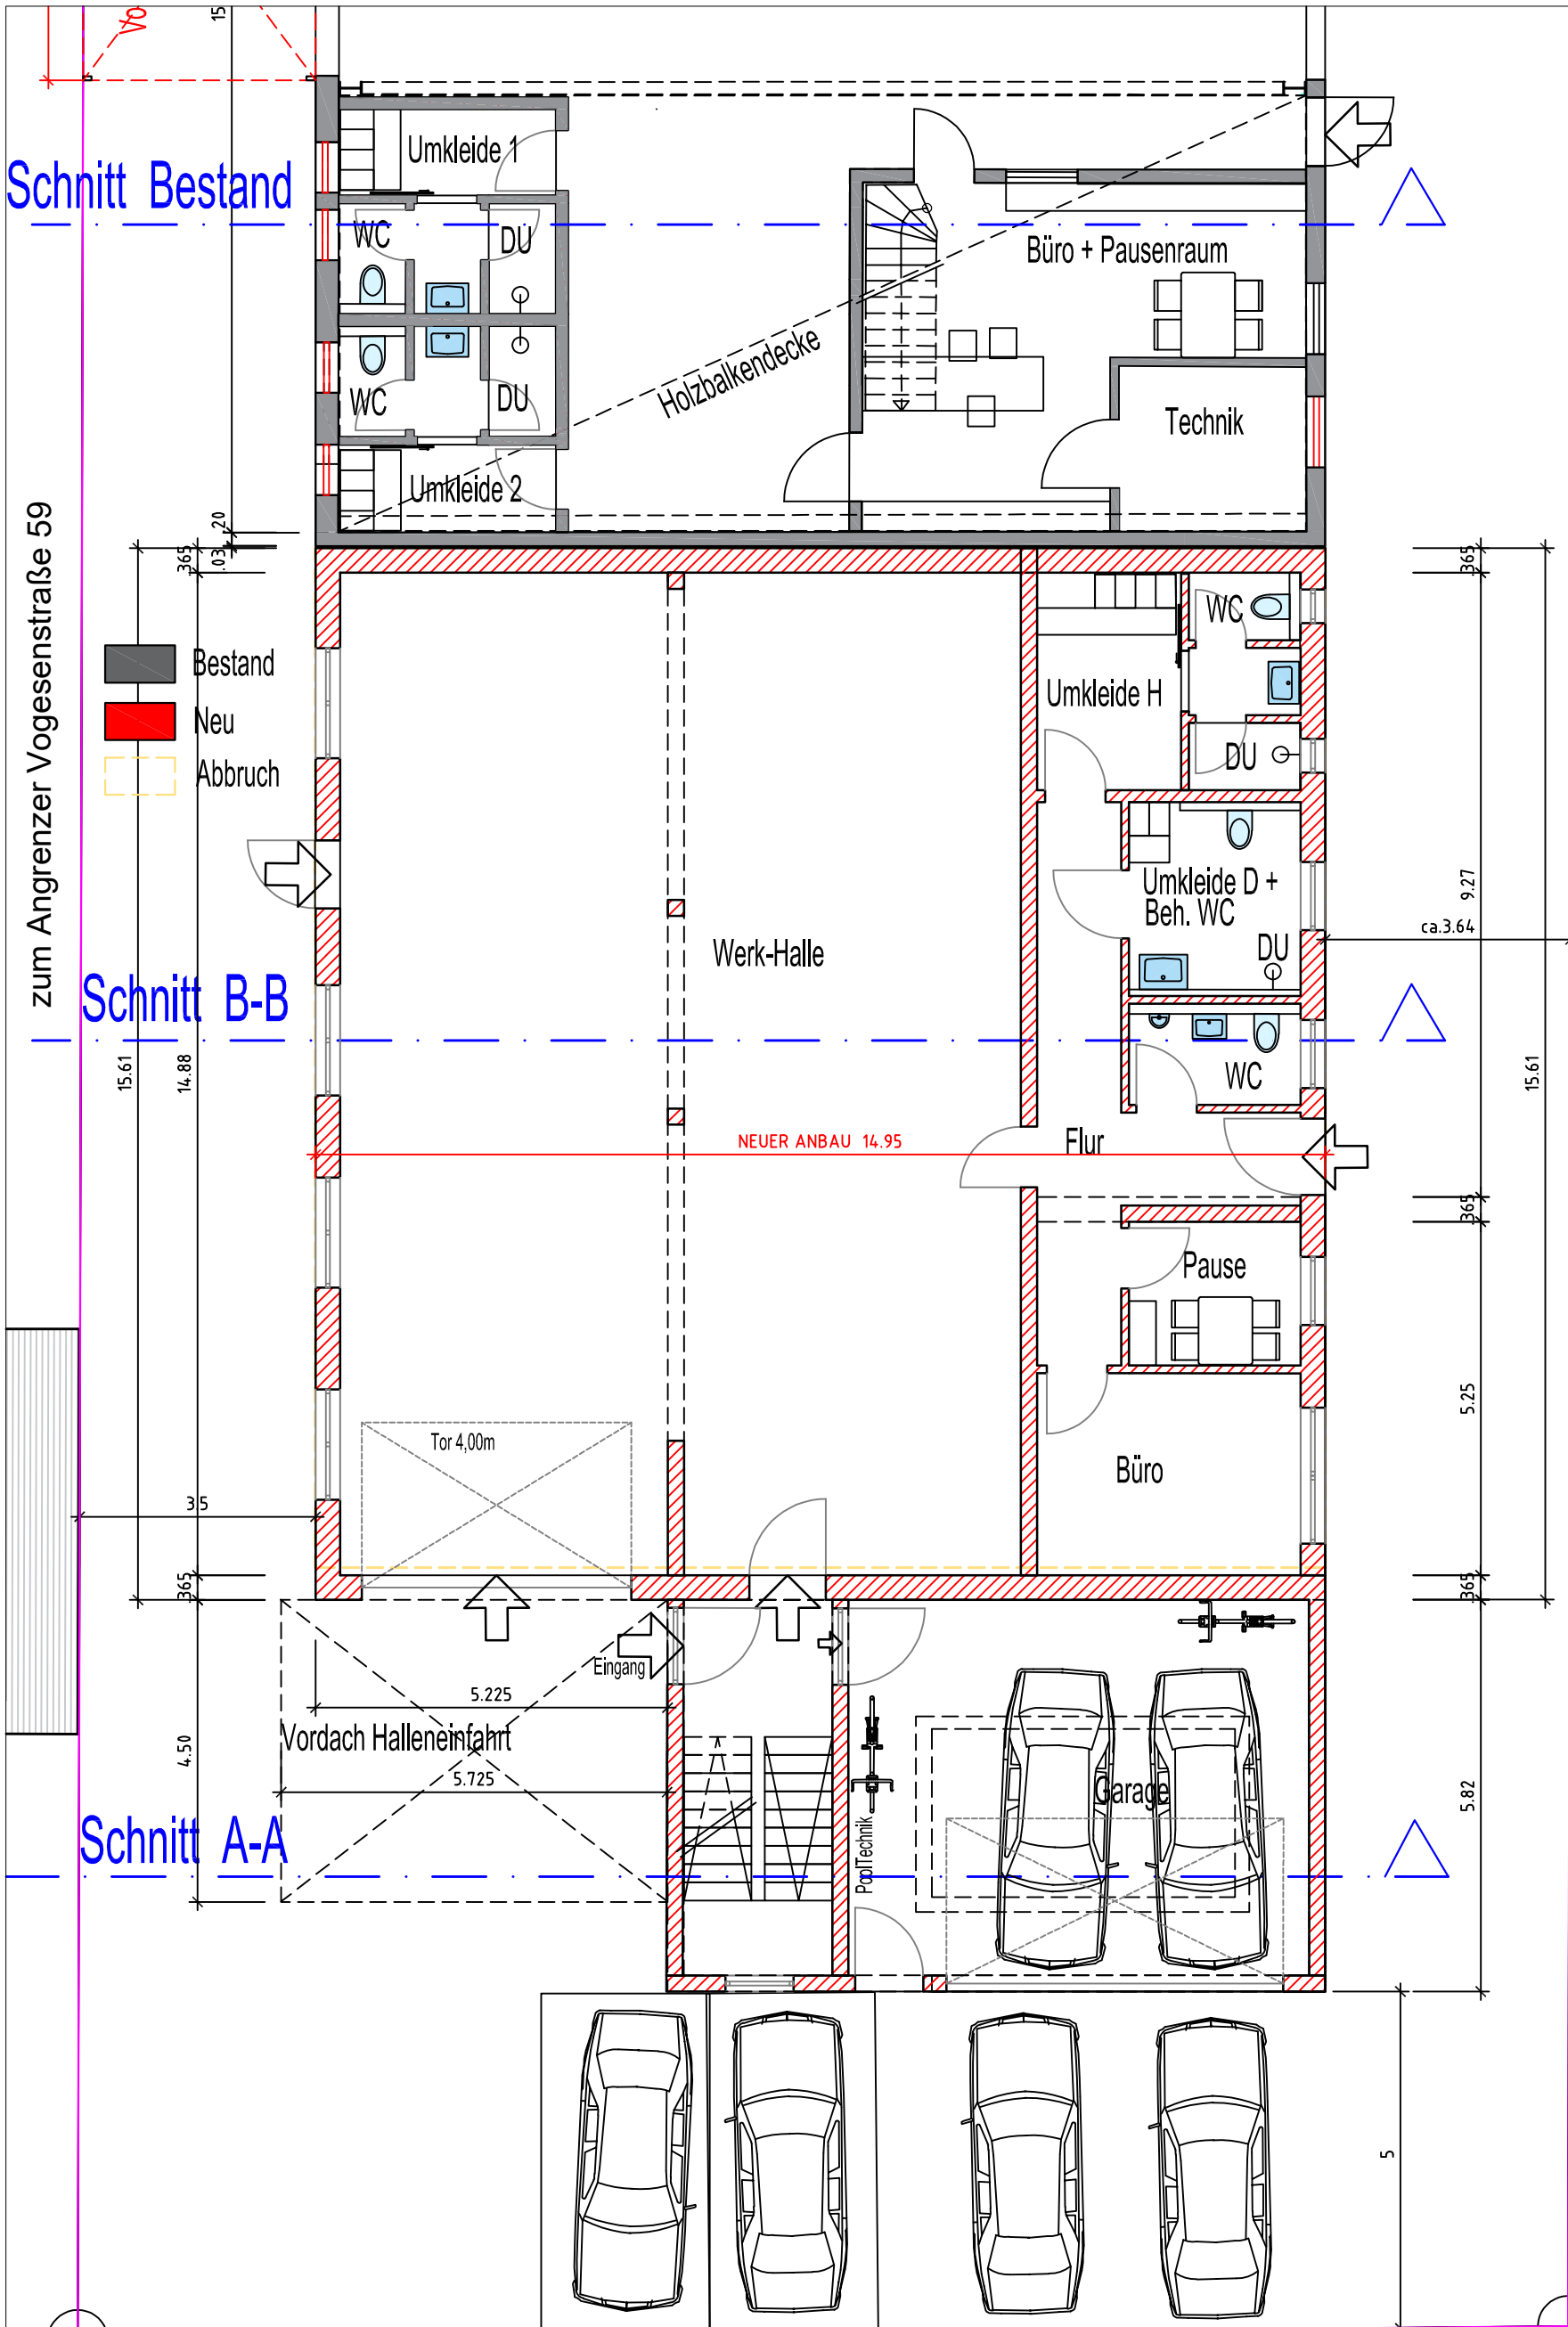 Vo
15
Umkleide 1
Schnitt Bestand
WC
DU
Büro + Pausenraum
Holzbalkendecke
WC
DU
Technik
Umkleide 2
20
.03
365
365
zum Angrenzer Vogesenstraße 59
WC
Bestand
Umkleide H
Neu
DU
Abbruch
Umkleide D +
Beh. WC
9.27
ca.3.64
Werk-Halle
DU
Schnitt B-B
15.61
14.88
WC
15.61
NEUER ANBAU 14.95
Flur
365
Pause
5.25
Tor 4,00m
Büro
3.5
365
365
Eingang
5.225
Vordach Halleneinfahrt
4.50
5.725
Garage
5.82
Schnitt A-A
PoolTechnik
5